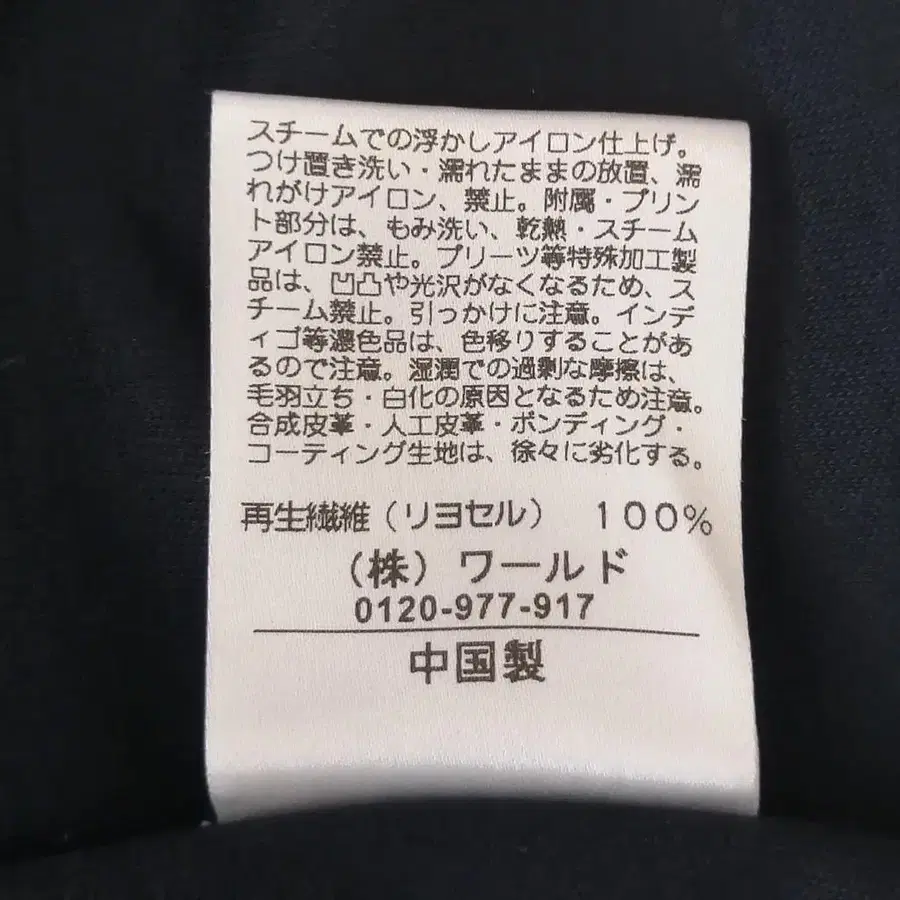 スチームでの浮かしアイロン仕上げ。
つけ置き洗い・濡れたままの放置、濡
れがけアイロン、禁止。附属・プリン
ト部分は、もみ洗い、乾熱・スチーム
アイロン禁止。プリーツ等特殊加工製
品は、凹凸や光沢がなくなるため、ス
チーム禁止。引っかけに注意。インデ
ィゴ等濃色品は、色移りすることがあ
るので注意。湿潤での過剰な摩擦は、
毛羽立ち・白化の原因となるため注意。
合成皮革・人工皮革・ボンディング・
コーティング生地は、徐々に劣化する。
再生繊維（リヨセル） 100%
（株）ワールド
0120-977-917
中国製